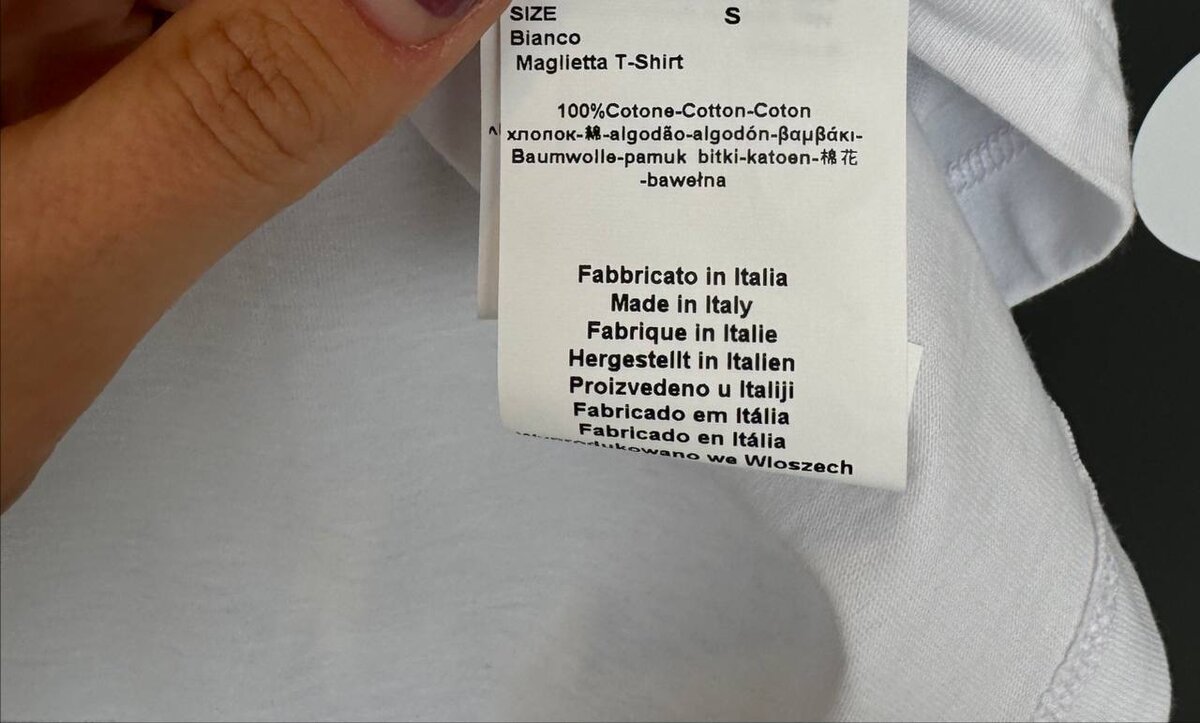 SIZE S
Bianco
Maglietta T-Shirt
100%Cotone-Cotton-Coton
хлопок-綿-algodão-algodón-βαμβάκι-
Baumwolle-pamuk bitki-katoen-棉花
-bawełna
Fabbricato in Italia
Made in Italy
Fabrique in Italie
Hergestellt in Italien
Proizvedeno u Italiji
Fabricado em Itália
Fabricado en Itália
we Wloszech